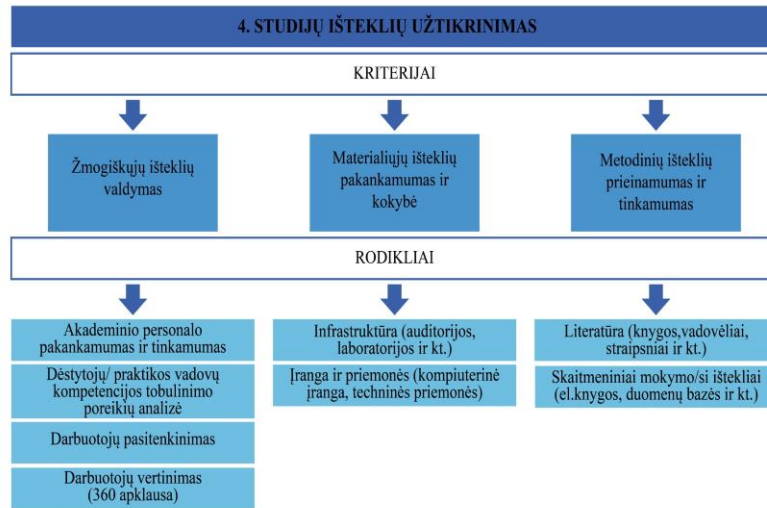 4. STUDIJŲ IŠTEKLIŲ UŽTIKRINIMAS
KRITERIJAI
Žmogiškųjų išteklių
valdymas
Materialiųjų išteklių
pakankamumas ir
kokybė
Metodinių išteklių
prieinamumas ir
tinkamumas
RODIKLIAI
Akademinio personalo
pakankamumas ir tinkamumas
Dėstytojų/ praktikos vadovų
kompetencijos tobulinimo
poreikių analizė
Darbuotojų pasitenkinimas
Darbuotojų vertinimas
(360 apklausa)
Infrastruktūra (auditorijos,
laboratorijos ir kt.)
Įranga ir priemonės (kompiuterinė
įranga, techninės priemonės)
Literatūra (knygos,vadovėliai,
straipsniai ir kt.)
Skaitmeniniai mokymo/si ištekliai
(el.knygos, duomenų bazės ir kt.)